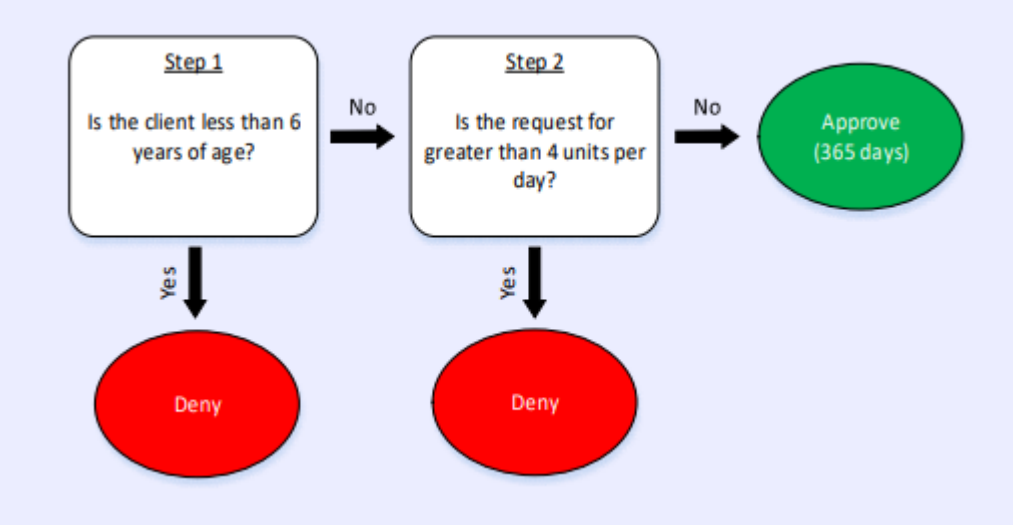 Step 1
Is the client less than 6
years of age?
No
Step 2
Is the request for
greater than 4 units per
day?
No
Approve
(365 days)
Yes
Yes
Deny
Deny